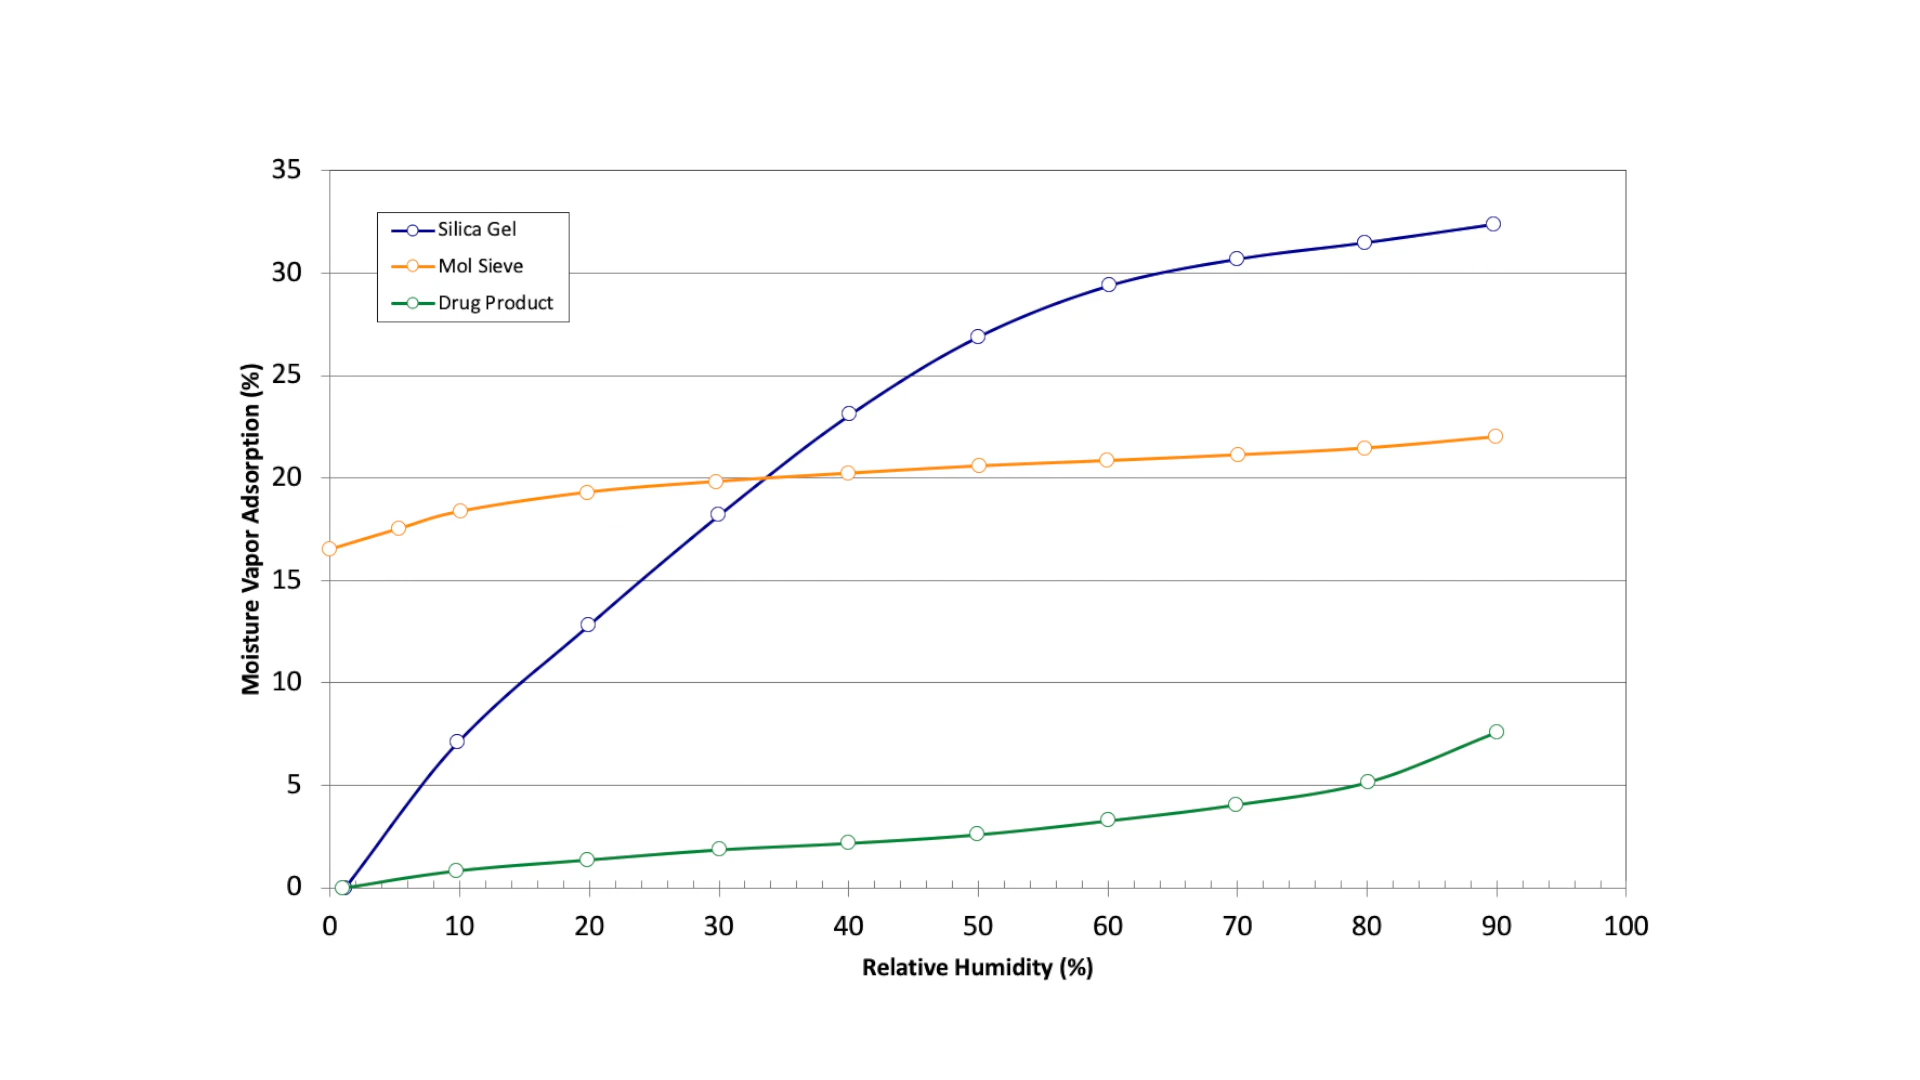 35
30
25
20
15
10
5
0
Moisture Vapor Adsorption (%)
Silica Gel
Mol Sieve
Drug Product
0 10 20 30 40 50 60 70 80 90 100
Relative Humidity (%)